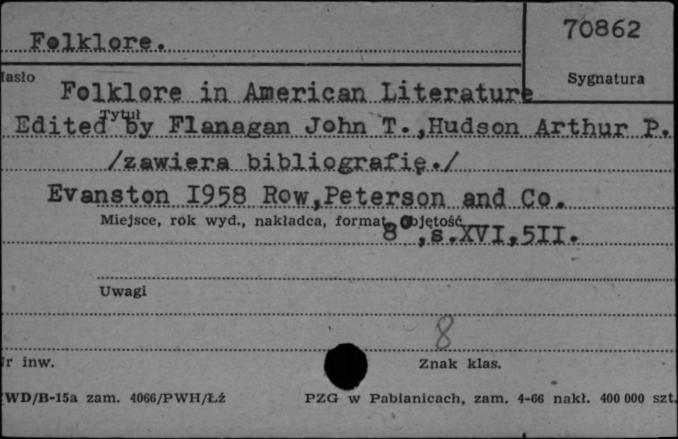 70862
Folklore.
Hasło
Sygnatura
Folklore in American Literature
Tytuł
Edited by Flanagan John T.,Hudson Arthur P.
/zawiera bibliografię./
Evanston I958 Row,Peterson and Co.
Miejsce, rok wyd., nakładca, format, objętość
8°,s.XVI,5II.
Uwagi
8
Nr inw.
Znak klas.
WD/B-15a zam. 4066/PWH/Łź
PZG w Pabianicach, zam. 4-66 nakł. 400 000 szt.